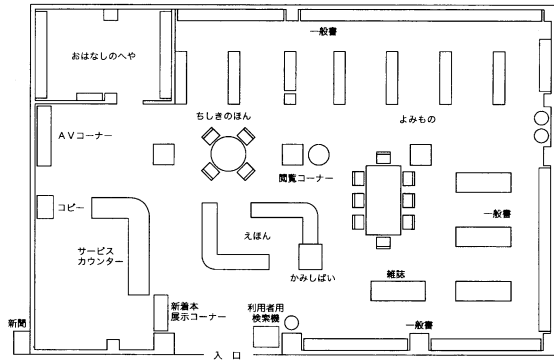 一般書
おはなしのへや
ちしきのほん
よみもの
AVコーナー
閲覧コーナー
コピー
一般書
えほん
サービス
カウンター
かみしばい
雑誌
新着本
展示コーナー
利用者用
検索機
新聞
一般書
入口